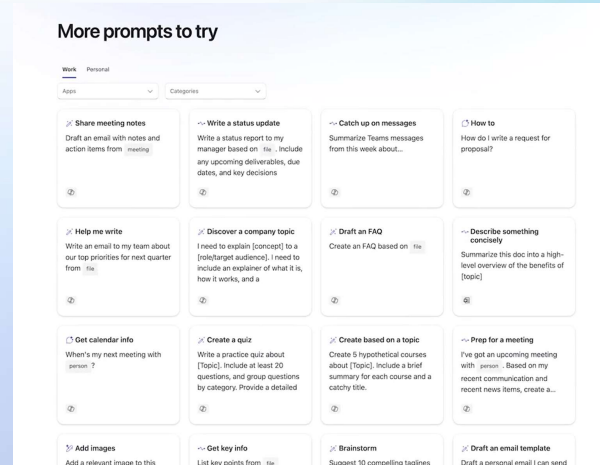 More prompts to try
Work Personal
Apps Categories
Share meeting notes
Draft an email with notes and
action items from meeting
Write a status update
Write a status report to my
manager based on file . Include
any upcoming deliverables, due
dates, and key decisions
Catch up on messages
Summarize Teams messages
from this week about...
How to
How do I write a request for
proposal?
Help me write
Write an email to my team about
our top priorities for next quarter
from file
Discover a company topic
I need to explain [concept] to a
[role/target audience]. I need to
include an explainer of what it is,
how it works, and a
Draft an FAQ
Create an FAQ based on file
Describe something
concisely
Summarize this doc into a high-
level overview of the benefits of
[topic]
Get calendar info
When's my next meeting with
person ?
Create a quiz
Write a practice quiz about
[Topic]. Include at least 20
questions, and group questions
by category. Provide a detailed
Create based on a topic
Create 5 hypothetical courses
about [Topic]. Include a brief
summary for each course and a
catchy title.
Prep for a meeting
I've got an upcoming meeting
with person . Based on my
recent communication and
recent news items, create a...
Add images
Add a relevant image to this
Get key info
List key points from file
Brainstorm
Suggest 10 compelling taglines
Draft an email template
Draft a personal email I can send